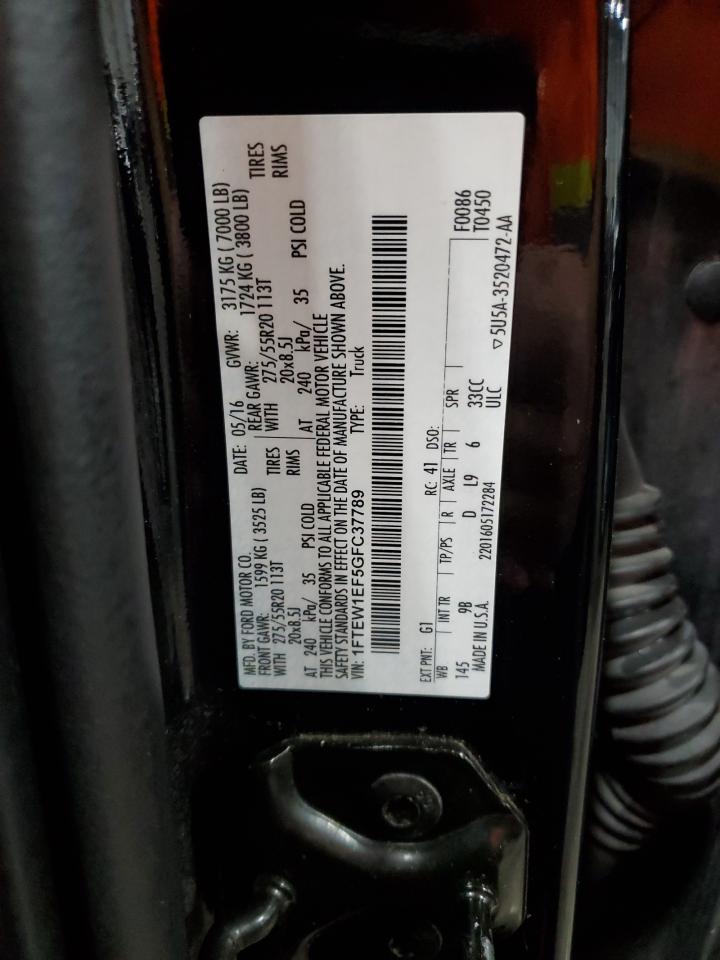 MFD. BY FORD MOTOR CO. DATE: 05/16 GVWR: 3175 KG ( 7000 LB)
FRONT GAWR: 1599 KG ( 3525 LB) REAR GAWR: 1724 KG ( 3800 LB)
WITH 275/55R20 113T TIRES WITH 275/55R20 113T TIRES
20x8.5J RIMS 20x8.5J RIMS
AT 240 kPa/ 35 PSI COLD AT 240 kPa/ 35 PSI COLD
THIS VEHICLE CONFORMS TO ALL APPLICABLE FEDERAL MOTOR VEHICLE
SAFETY STANDARDS IN EFFECT ON THE DATE OF MANUFACTURE SHOWN ABOVE.
VIN: 1FTEW1EF5GFC37789 TYPE: Truck
EXT PNT: G1 RC: 41 DSO: F0086
WB INT TR TP/PS R AXLE TR SPR T0450
145 9B D L9 6 33CC
MADE IN U.S.A. 2201605172284 ULC ▽5U5A-3520472-AA